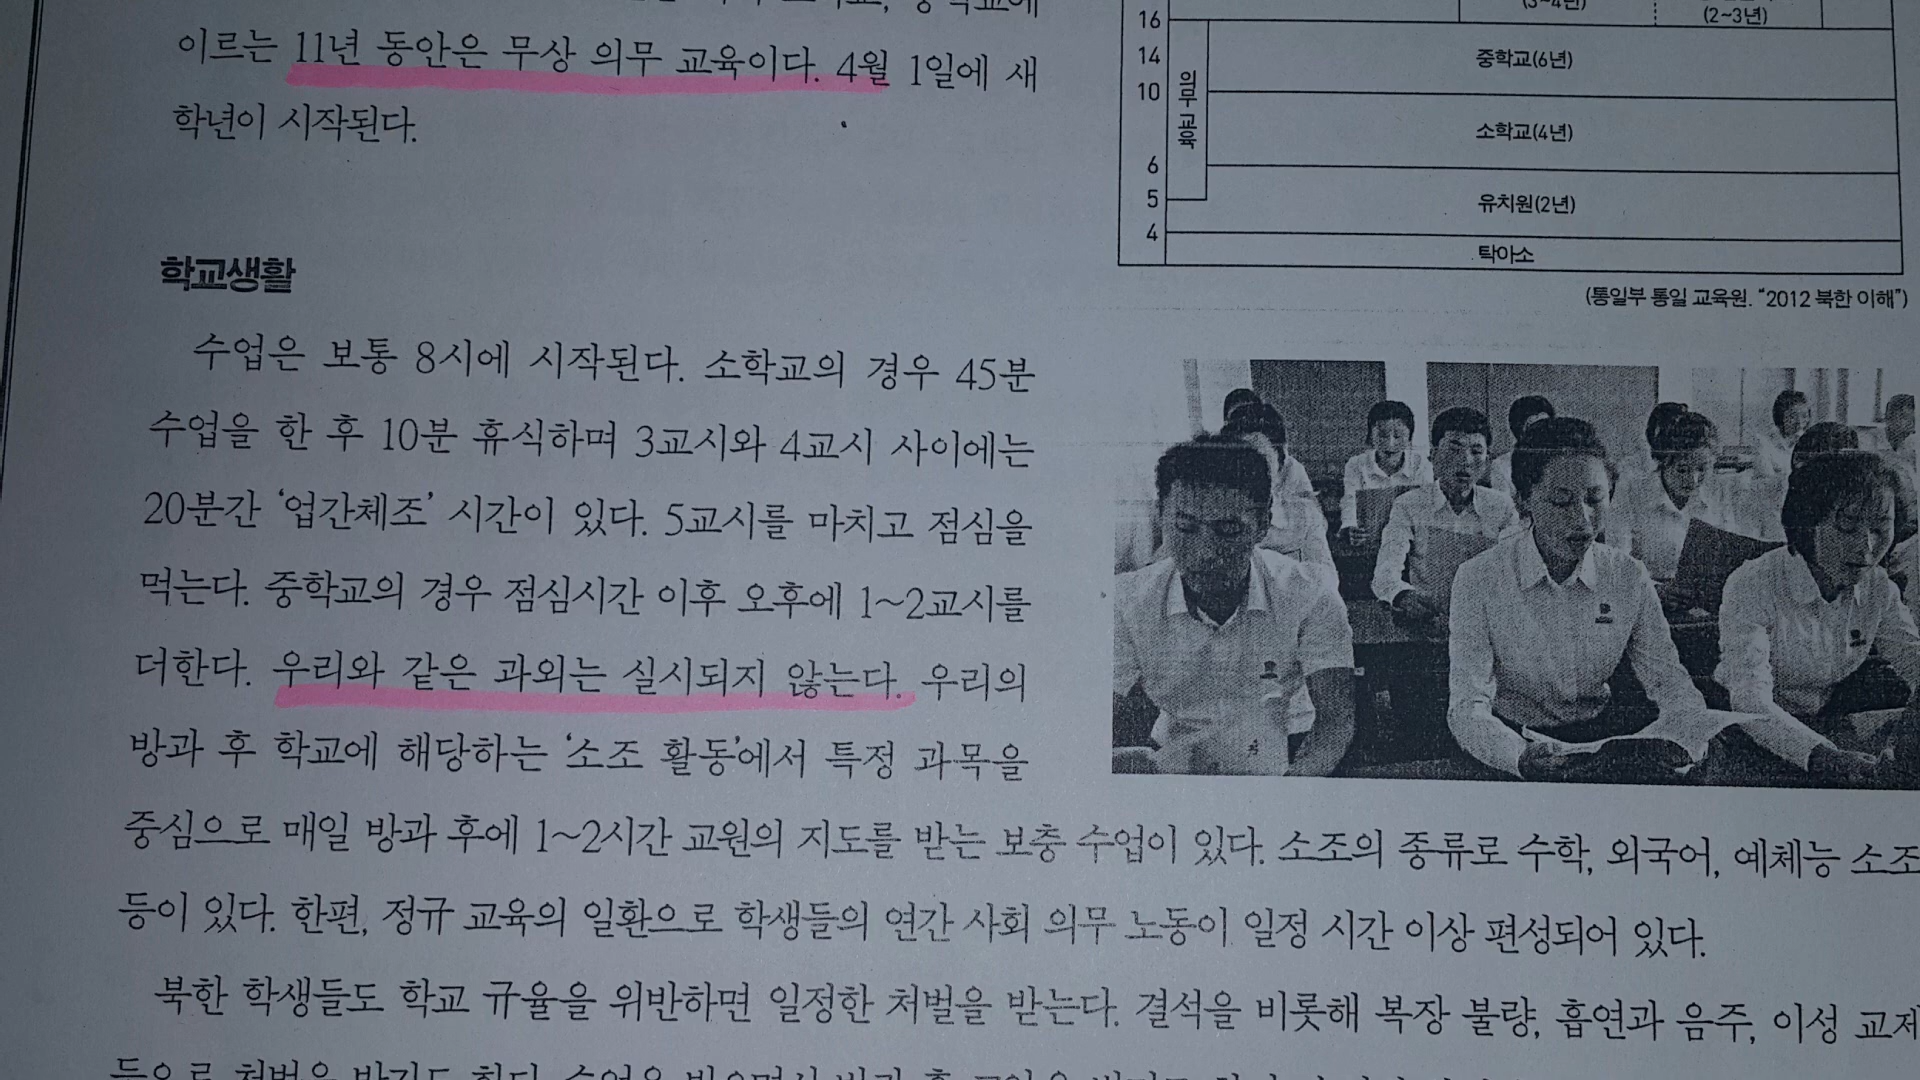 이르는 11년 동안은 무상 의무 교육이다. 4월 1일에 새
학년이 시작된다.
학교생활
수업은 보통 8시에 시작된다. 소학교의 경우 45분
수업을 한 후 10분 휴식하며 3교시와 4교시 사이에는
20분간 ‘업간체조’ 시간이 있다. 5교시를 마치고 점심을
먹는다. 중학교의 경우 점심시간 이후 오후에 1~2교시를
더한다. 우리와 같은 과외는 실시되지 않는다. 우리의
방과 후 학교에 해당하는 ‘소조 활동’에서 특정 과목을
중심으로 매일 방과 후에 1~2시간 교원의 지도를 받는 보충 수업이 있다. 소조의 종류로 수학, 외국어, 예체능 소조
등이 있다. 한편, 정규 교육의 일환으로 학생들의 연간 사회 의무 노동이 일정 시간 이상 편성되어 있다.
북한 학생들도 학교 규율을 위반하면 일정한 처벌을 받는다. 결석을 비롯해 복장 불량, 흡연과 음주, 이성 교제
(3~4년)
(2~3년)
16
14
중학교(6년)
10
의무교육
소학교(4년)
6
5
유치원(2년)
4
탁아소
(통일부 통일 교육원. “2012 북한 이해”)